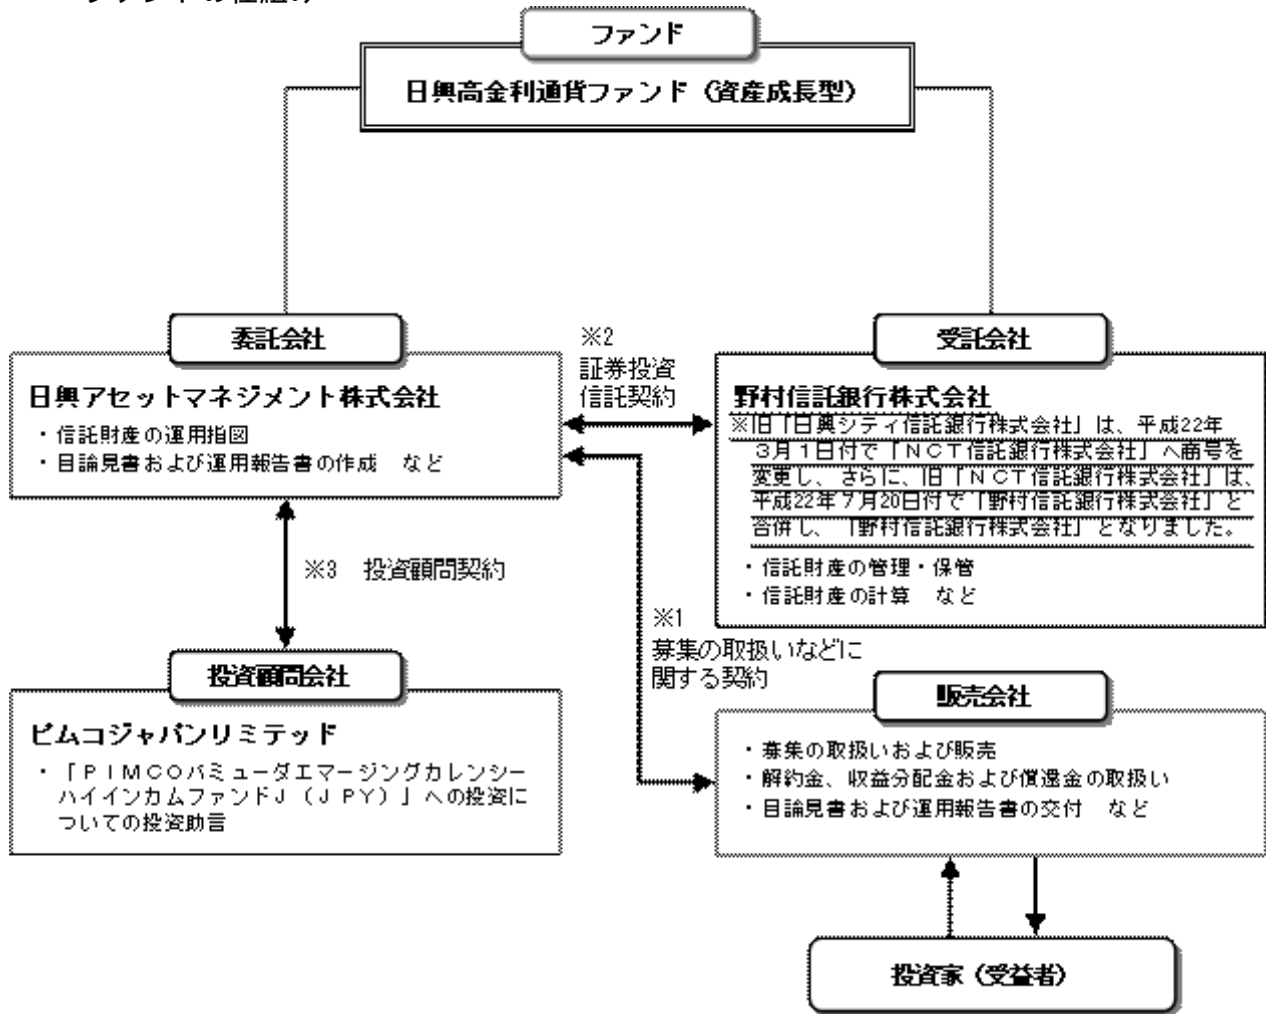 ファンドの仕組み
ファンド
日興高金利通貨ファンド（資産成長型）
委託会社
日興アセットマネジメント株式会社
・信託財産の運用指図
・目論見書および運用報告書の作成　など
※2
証券投資
信託契約
受託会社
野村信託銀行株式会社
※旧「日興シティ信託銀行株式会社」は、平成22年
３月１日付で「ＮＣＴ信託銀行株式会社」へ商号を
変更し、さらに、旧「ＮＣＴ信託銀行株式会社」は、
平成22年７月20日付で「野村信託銀行株式会社」と
合併し、「野村信託銀行株式会社」となりました。
・信託財産の管理・保管
・信託財産の計算　など
※3　投資顧問契約
※1
募集の取扱いなどに
関する契約
投資顧問会社
ピムコジャパンリミテッド
・「ＰＩＭＣＯバミューダエマージングカレンシー
ハイインカムファンドＪ（ＪＰＹ）」への投資に
ついての投資助言
販売会社
・募集の取扱いおよび販売
・解約金、収益分配金および償還金の取扱い
・目論見書および運用報告書の交付　など
投資家（受益者）